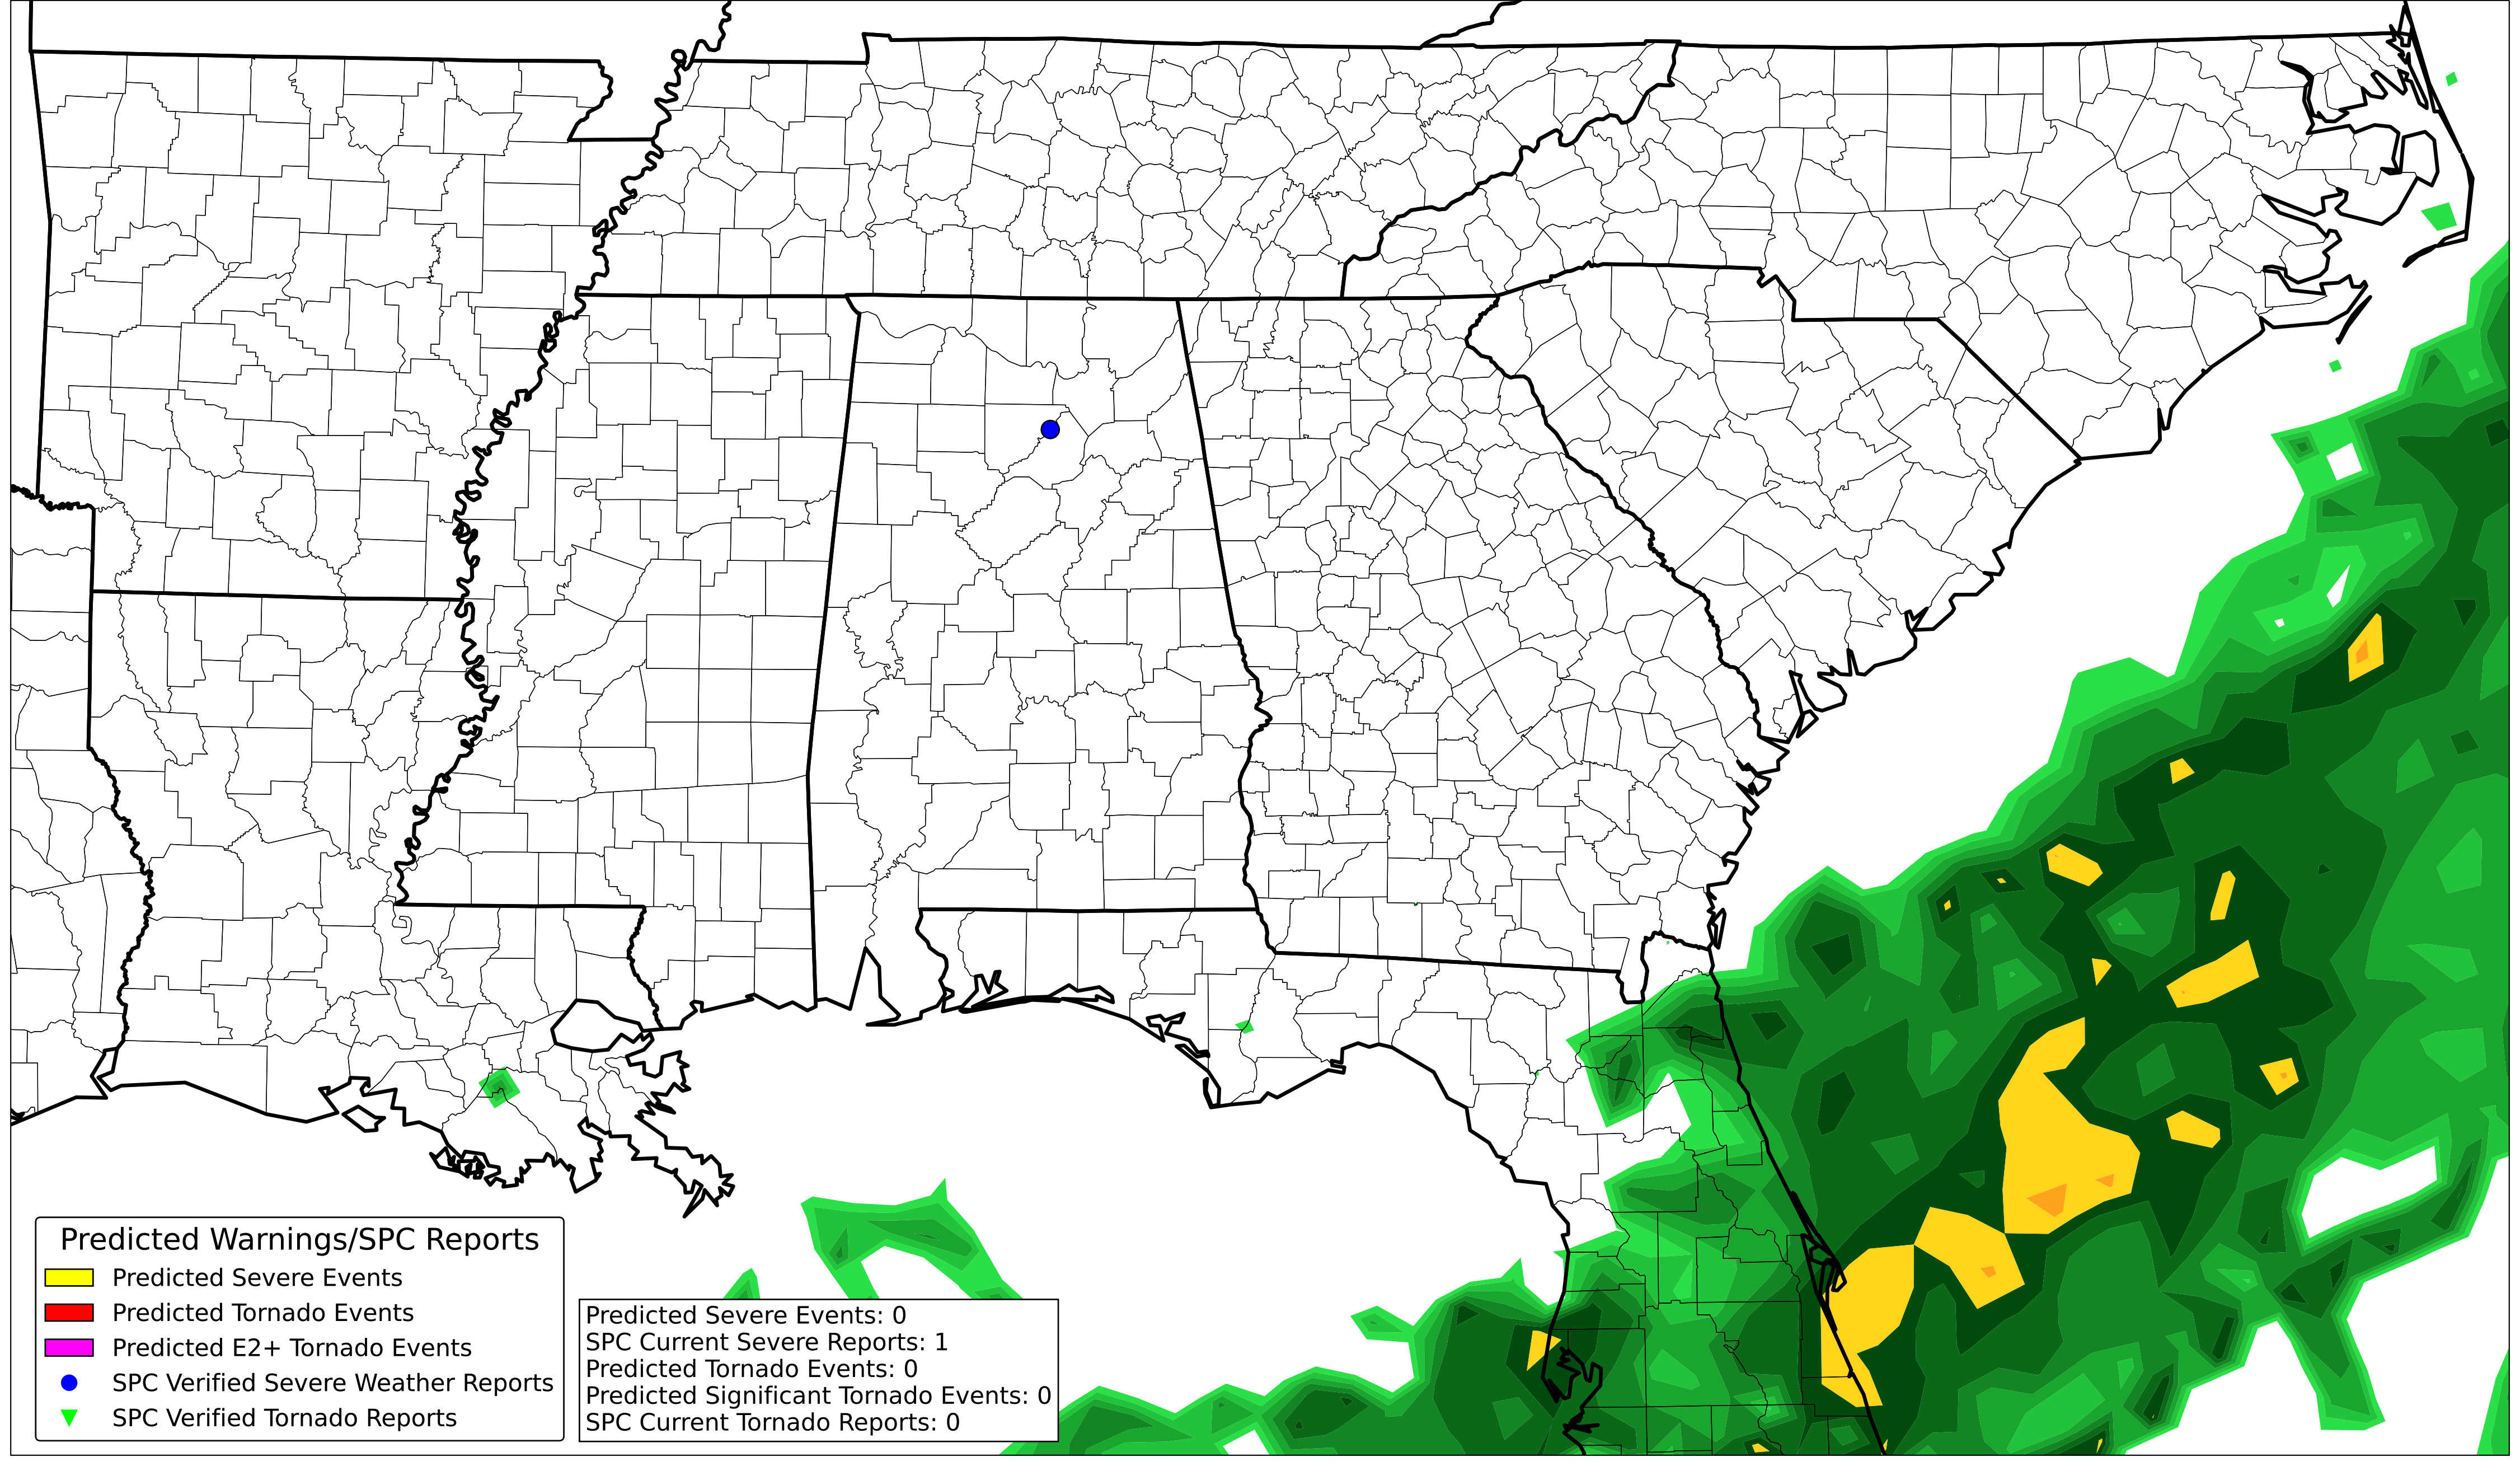 Predicted Warnings/SPC Reports
Predicted Severe Events
Predicted Tornado Events
Predicted E2+ Tornado Events
SPC Verified Severe Weather Reports
SPC Verified Tornado Reports
Predicted Severe Events: 0
SPC Current Severe Reports: 1
Predicted Tornado Events: 0
Predicted Significant Tornado Events: 0
SPC Current Tornado Reports: 0